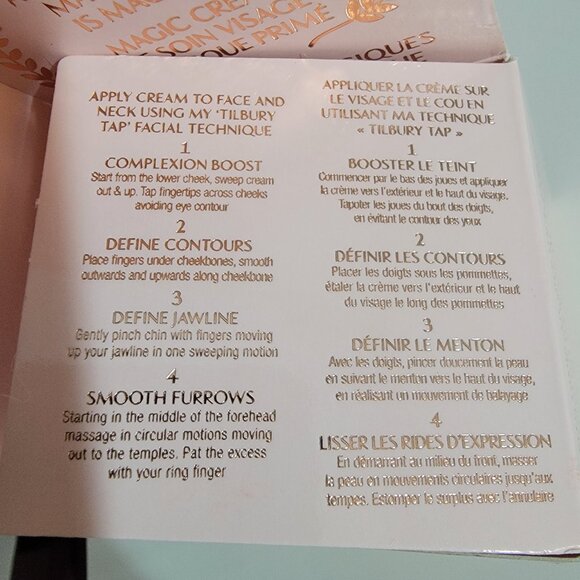 IS MA
MAGIC CREA
SOIN VISAGE
QUE PRIMÉ
TIQUES
APPLY CREAM TO FACE AND
NECK USING MY 'TILBURY
TAP' FACIAL TECHNIQUE
1
COMPLEXION BOOST
Start from the lower cheek, sweep cream
out & up. Tap fingertips across cheeks
avoiding eye contour
2
DEFINE CONTOURS
Place fingers under cheekbones, smooth
outwards and upwards along cheekbone
3
DEFINE JAWLINE
Gently pinch chin with fingers moving
up your jawline in one sweeping motion
4
SMOOTH FURROWS
Starting in the middle of the forehead
massage in circular motions moving
out to the temples. Pat the excess
with your ring finger
APPLIQUER LA CRÈME SUR
LE VISAGE ET LE COU EN
UTILISANT MA TECHNIQUE
« TILBURY TAP »
1
BOOSTER LE TEINT
Commencer par le bas des joues et appliquer
la crème vers l'extérieur et le haut du visage.
Tapoter les joues du bout des doigts,
en évitant le contour des yeux
2
DÉFINIR LES CONTOURS
Placer les doigts sous les pommettes,
étaler la crème vers l'extérieur et le haut
du visage le long des pommettes
3
DÉFINIR LE MENTON
Avec les doigts, pincer doucement la peau
en suivant le menton vers le haut du visage,
en réalisant un mouvement de balayage
4
LISSER LES RIDES D'EXPRESSION
En démarrant au milieu du front, masser
la peau en mouvements circulaires jusqu'aux
tempes. Estomper le surplus avec l'annulaire